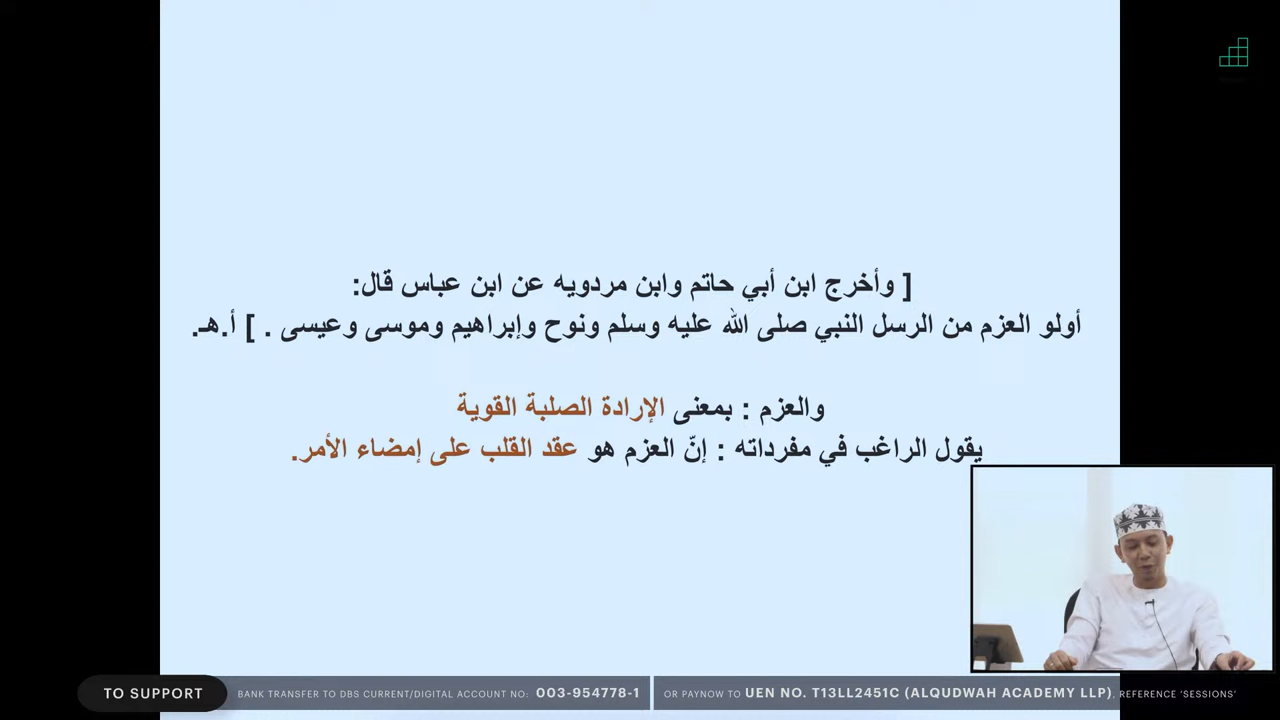 [ وأخرج ابن أبي حاتم وابن مردويه عن ابن عباس قال:
أولو العزم من الرسل النبي صلى الله عليه وسلم ونوح وإبراهيم وموسى وعيسى . ] أ.هـ.
والعزم : بمعنى الإرادة الصلبة القوية
يقول الراغب في مفرداته : إنّ العزم هو عقد القلب على إمضاء الأمر.
TO SUPPORT BANK TRANSFER TO DBS CURRENT/DIGITAL ACCOUNT NO: 003-954778-1 OR PAYNOW TO UEN NO. T13LL2451C (ALQUDWAH ACADEMY LLP), REFERENCE 'SESSIONS'